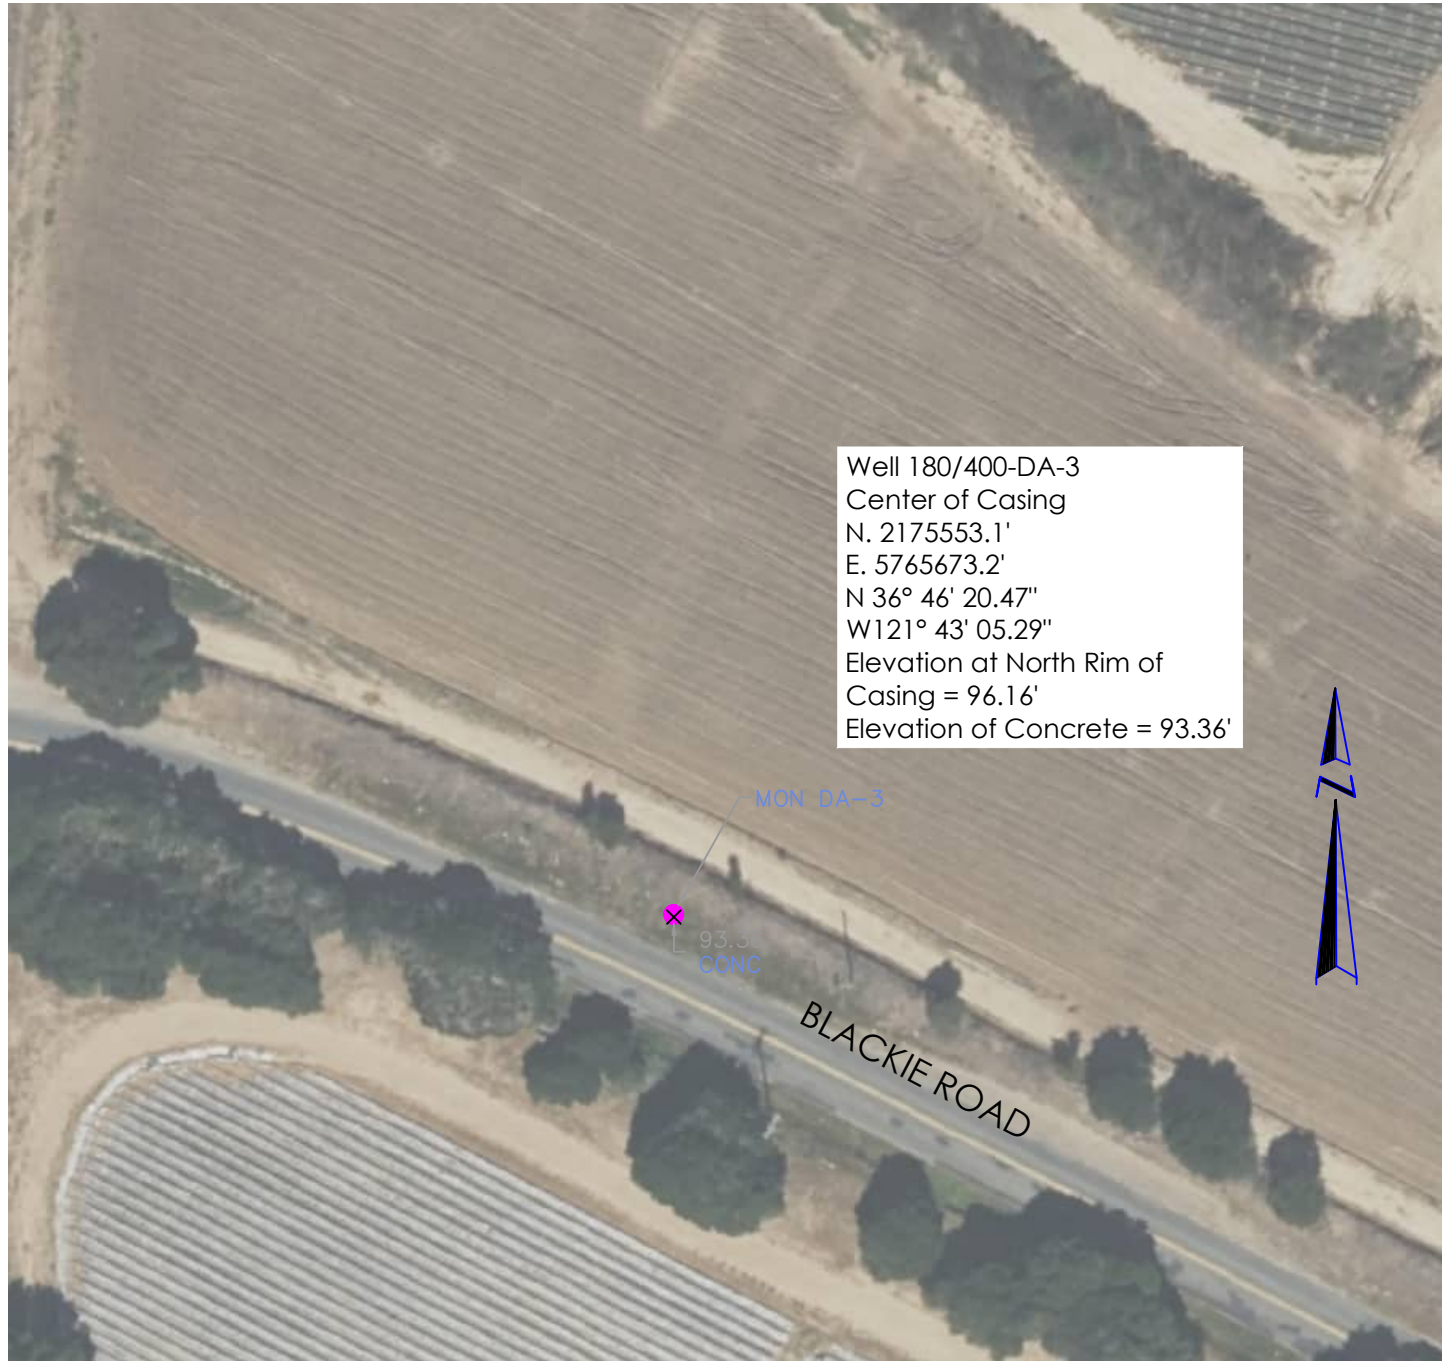 Well 180/400-DA-3
Center of Casing
N. 2175553.1'
E. 5765673.2'
N 36° 46' 20.47"
W121° 43' 05.29"
Elevation at North Rim of
Casing = 96.16'
Elevation of Concrete = 93.36'
MON DA-3
CONC
BLACKIE ROAD
N